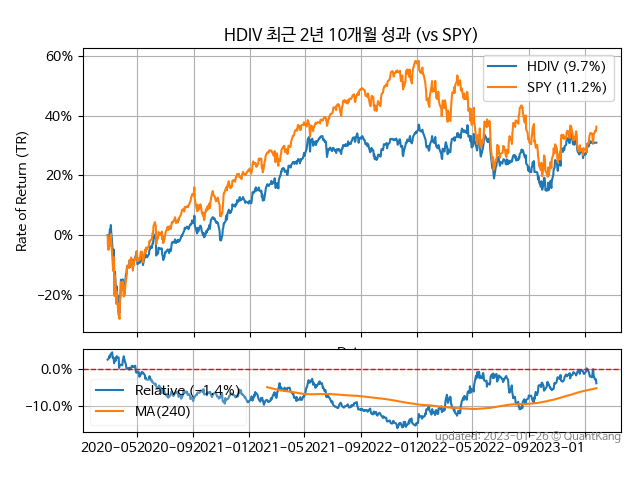 HDIV 최근 2년 10개월 성과 (vs SPY)
60%
40%
20%
0%
−20%
Rate of Return (TR)
HDIV (9.7%)
SPY (11.2%)
0.0%
−10.0%
Relative (−1.4%)
MA(240)
2020−05
2020−09
2021−01
2021−05
2021−09
2022−01
2022−05
2022−09
2023−01
updated: 2023−01−26 © QuantKang